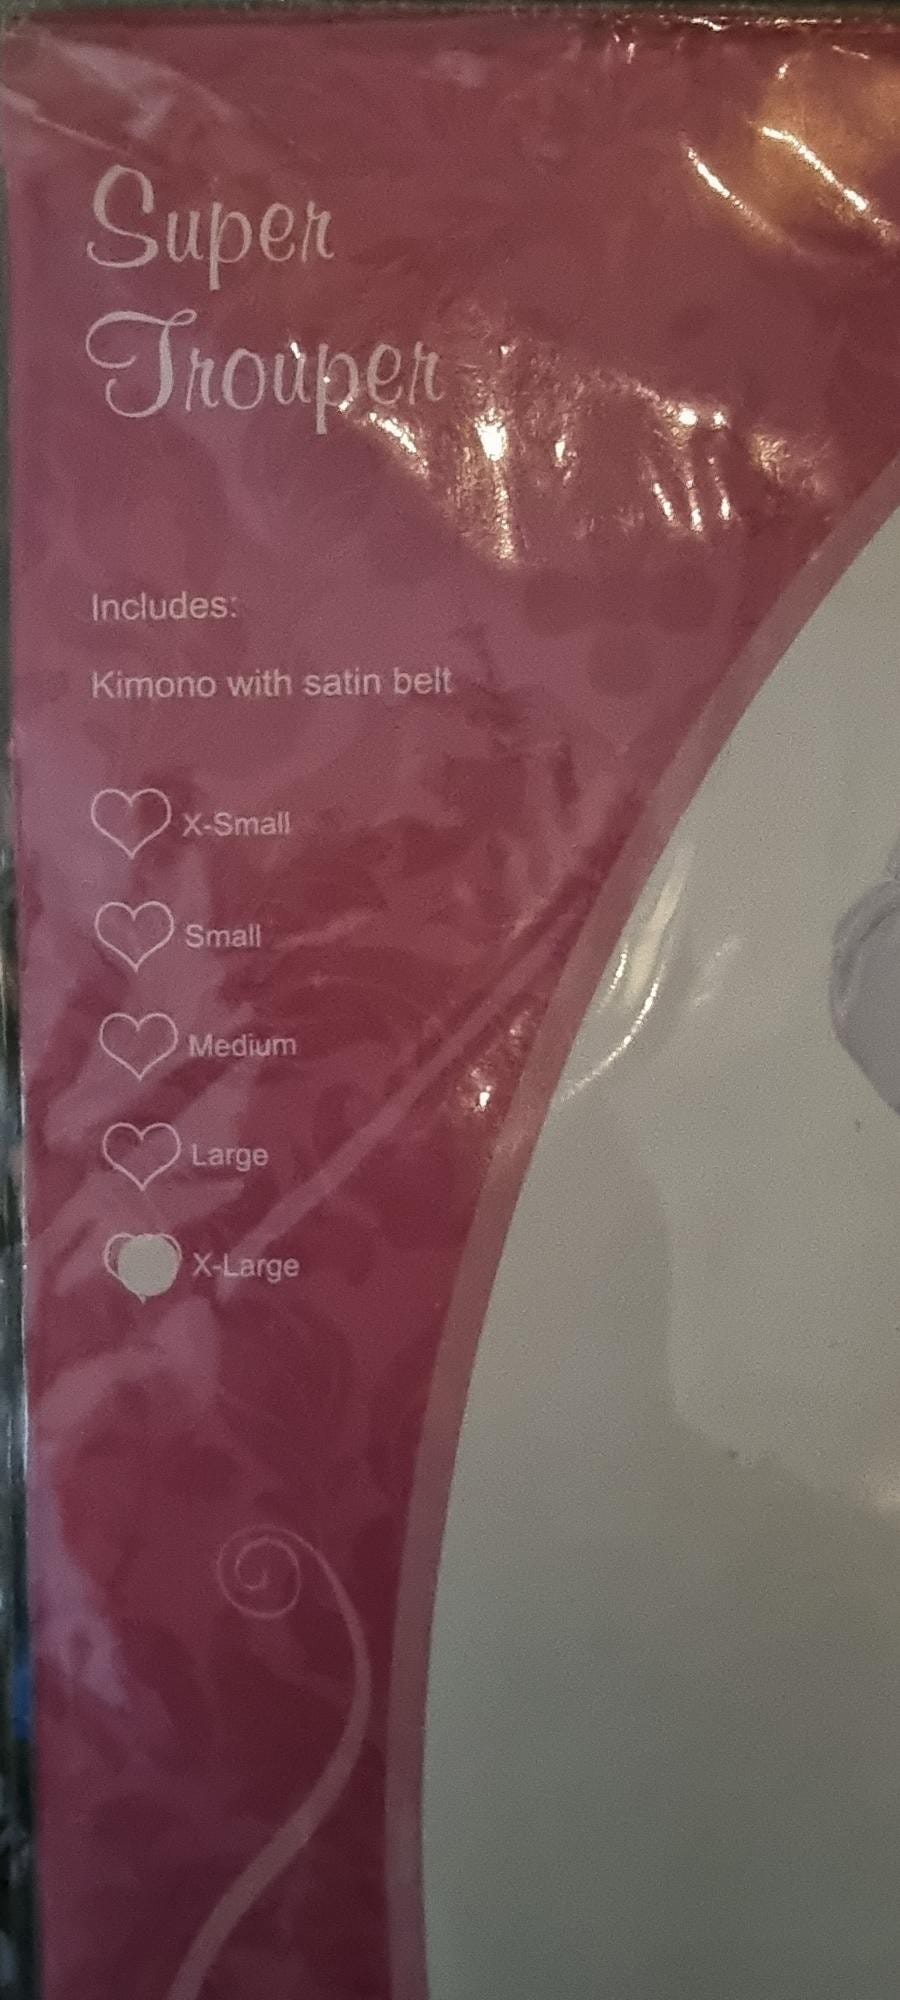 Super
Trouper
Includes:
Kimono with satin belt
X-Small
Small
Medium
Large
X-Large